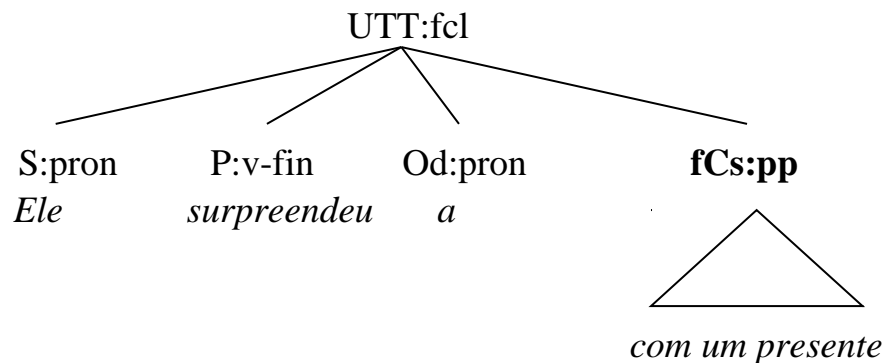 UTT:fcl
S:pron P:v-fin Od:pron fCs:pp
Ele surpreendeu a
com um presente